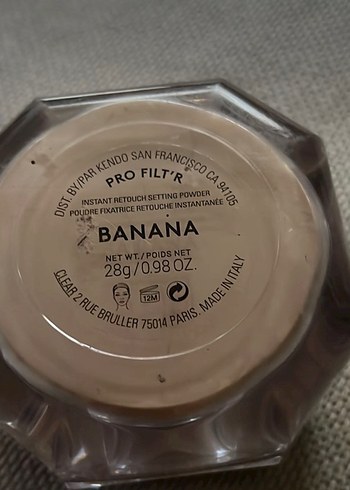 DIST. BY/PAR KENDO SAN FRANCISCO CA 94105
PRO FILT'R
INSTANT RETOUCH SETTING POWDER
POUDRE FIXATRICE RETOUCHE INSTANTANÉE
BANANA
NET WT./POIDS NET
28g/0.98 OZ.
12M
CLEAR 2 RUE BRULLER 75014 PARIS. MADE IN ITALY